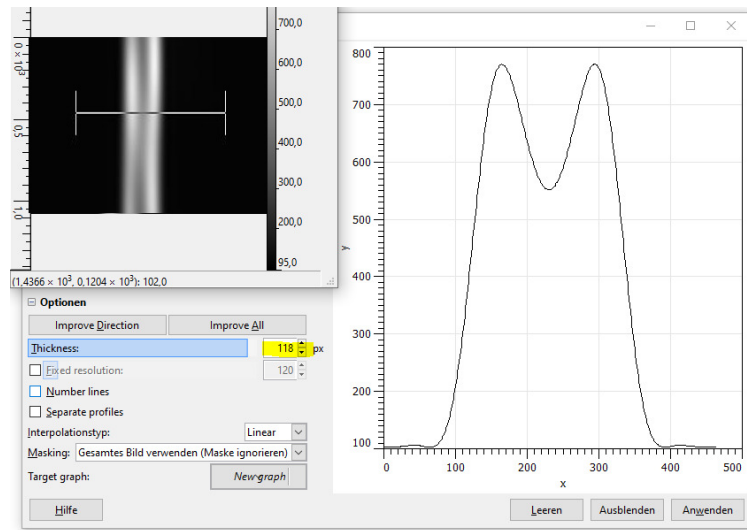 700,0
600,0
500,0
400,0
300,0
200,0
95,0
0 × 10³
0,5
1,0
(1,4366 × 10³, 0,1204 × 10³): 102,0
Optionen
Improve Direction
Improve All
Thickness:
118
px
Fixed resolution:
120
Number lines
Separate profiles
Interpolationstyp:
Linear
Masking:
Gesamtes Bild verwenden (Maske ignorieren)
Target graph:
New graph
Hilfe
800
700
600
500
400
300
200
100
y
0
100
200
300
400
500
x
Leeren
Ausblenden
Anwenden